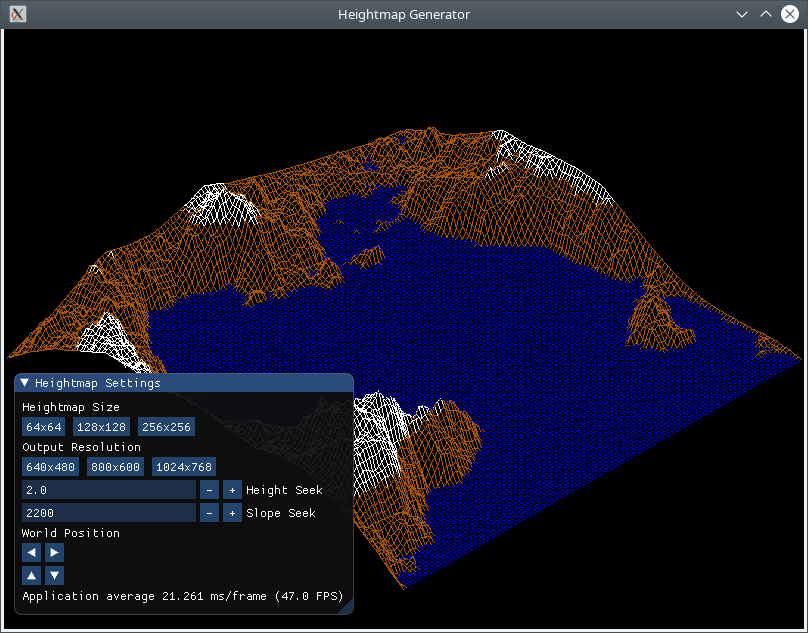 Heightmap Generator
Heightmap Settings
Heightmap Size
64x64 128x128 256x256
Output Resolution
640x480 800x600 1024x768
2.0 - + Height Seek
2200 - + Slope Seek
World Position
Application average 21.261 ms/frame (47.0 FPS)